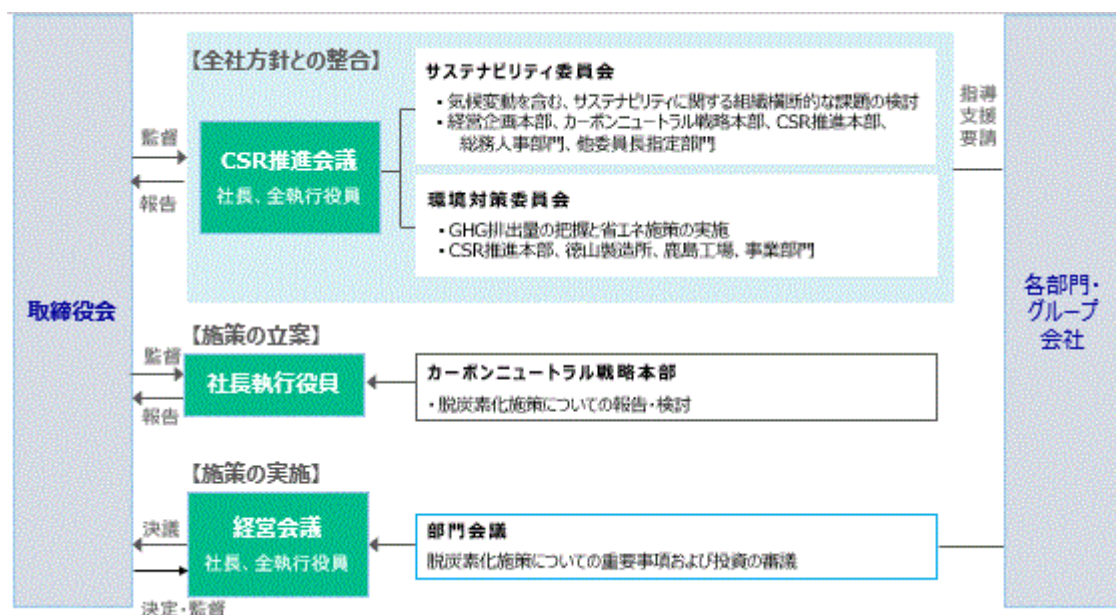 【全社方針との整合】
サステナビリティ委員会
・気候変動を含む、サステナビリティに関する組織横断的な課題の検討
・経営企画本部、カーボンニュートラル戦略本部、CSR推進本部、
総務人事部門、他委員長指定部門
指導
支援
要請
監督
報告
CSR推進会議
社長、全執行役員
環境対策委員会
・GHG排出量の把握と省エネ施策の実施
・CSR推進本部、徳山製造所、鹿島工場、事業部門
取締役会
各部門・
グループ
会社
【施策の立案】
監督
報告
社長執行役員
カーボンニュートラル戦略本部
・脱炭素化施策についての報告・検討
【施策の実施】
決議
決定・監督
経営会議
社長、全執行役員
部門会議
脱炭素化施策についての重要事項および投資の審議